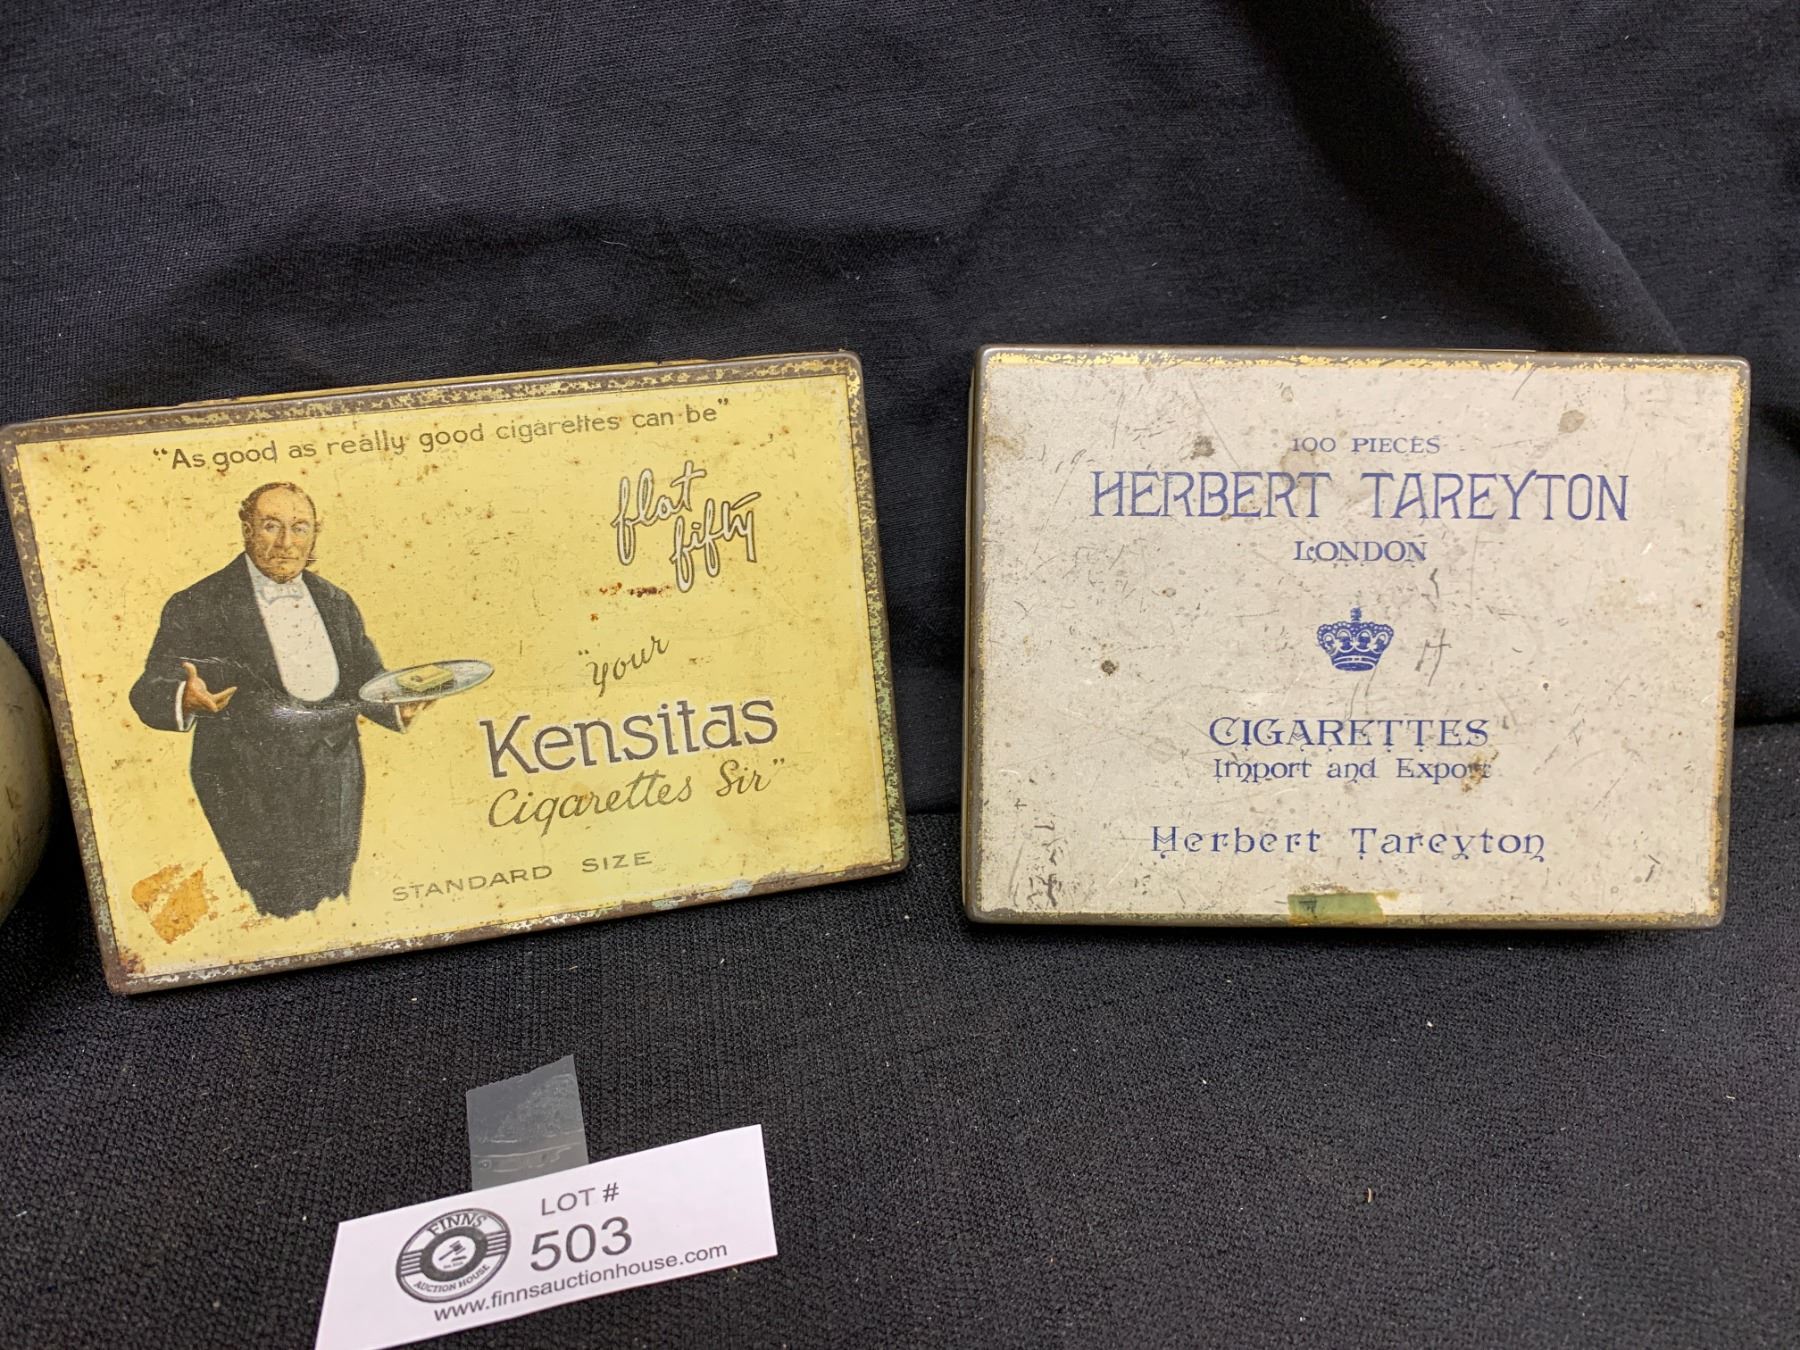 "As good as really good cigarettes can be"
flat
fifty
"your
Kensitas
Cigarettes Sir"
STANDARD SIZE
100 PIECES
HERBERT TAREYTON
LONDON
CIGARETTES
Import and Export
Herbert Tareyton
LOT #
503
FINNS
AUCTION HOUSE
www.finnsauctionhouse.com